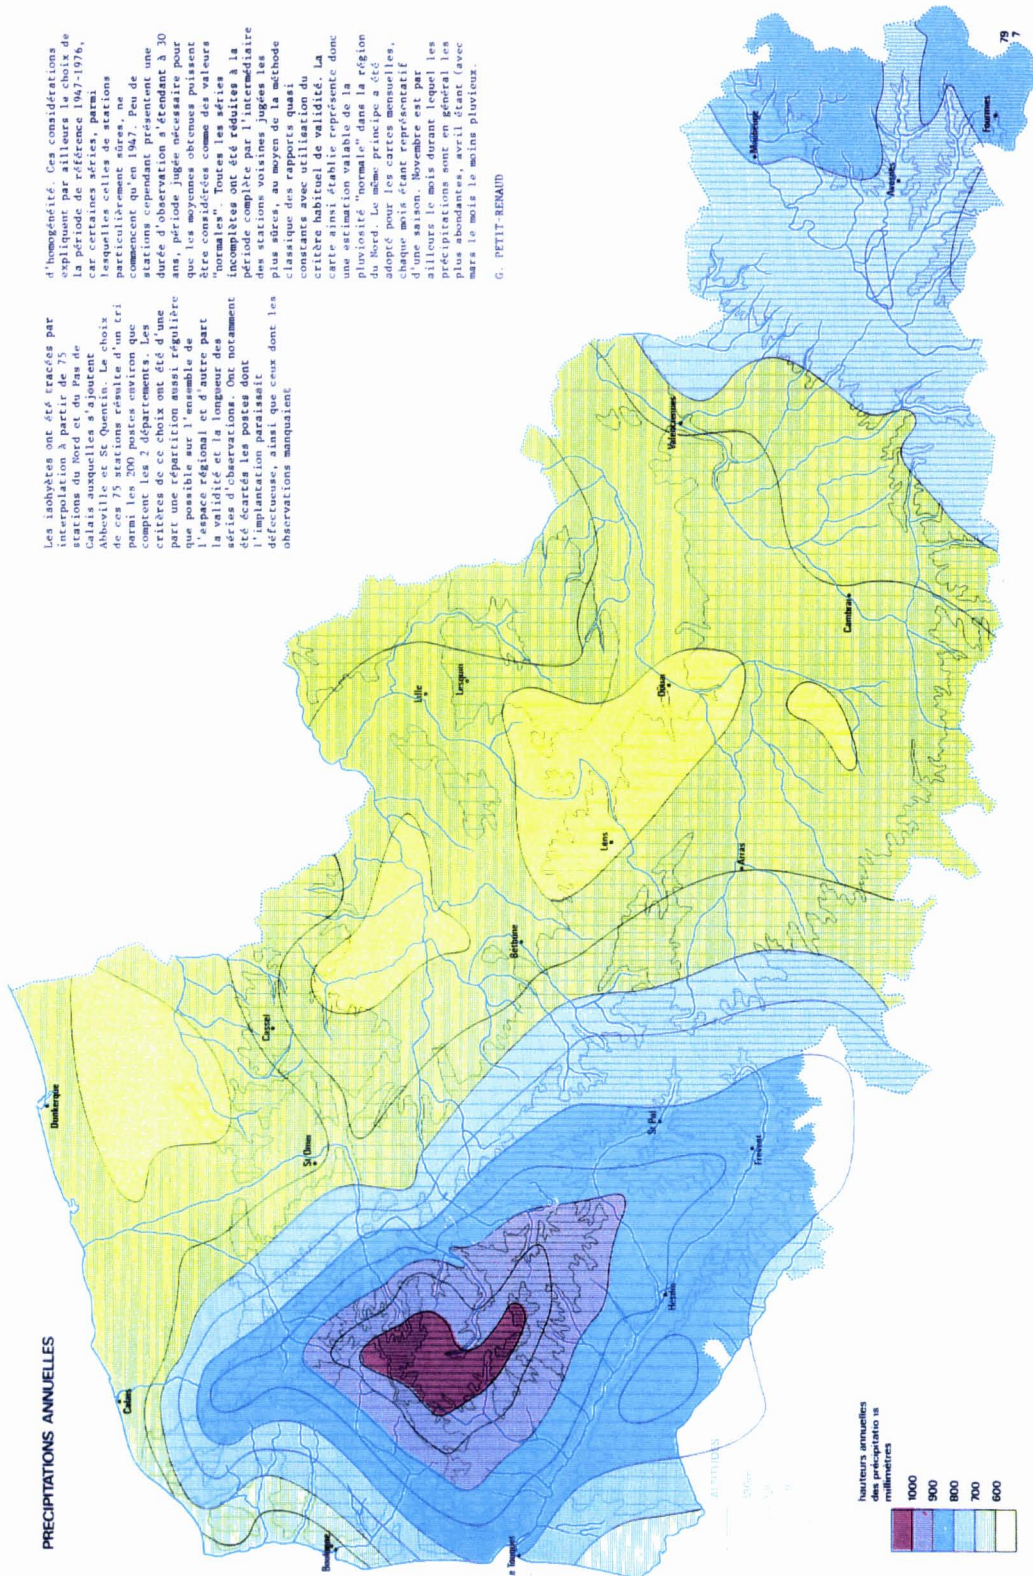 PRECIPITATIONS ANNUELLES
Les isohyètes ont été tracées par
interpolation à partir de 75
stations du Nord et du Pas de
Calais auxquelles s'ajoutent
Abbeville et St Quentin. Le choix
de ces 75 stations résulte d'un tri
parmi les 200 postes environ que
comptent les 2 départements. Les
critères de ce choix ont été d'une
part une répartition aussi régulière
que possible sur l'ensemble de
l'espace régional et d'autre part
la validité et la longueur des
séries d'observations. Ont notamment
été écartés les postes dont
l'implantation paraissait
défectueuse, ainsi que ceux dont les
observations manquaient
d'homogénéité. Ces considérations
expliquent par ailleurs le choix de
la période de référence 1947-1976,
car certaines séries, parmi
lesquelles celles de stations
particulièrement sûres, ne
commencent qu'en 1947. Peu de
stations cependant présentent une
durée d'observation s'étendant à 30
ans, période jugée nécessaire pour
que les moyennes obtenues puissent
être considérées comme des valeurs
"normales". Toutes les séries
incomplètes ont été réduites à la
période complète par l'intermédiaire
des stations voisines jugées les
plus sûres, au moyen de la méthode
classique des rapports quasi
constants avec utilisation du
critère habituel de validité. La
carte ainsi établie représente donc
une estimation valable de la
pluviosité "normale" dans la région
du Nord. Le même principe a été
adopté pour les cartes mensuelles,
chaque mois étant représentatif
d'une saison. Novembre est par
ailleurs le mois durant lequel les
précipitations sont en général les
plus abondantes, avril étant (avec
mars le mois le moins pluvieux.
G. PETIT-RENAUD
Dunkerque
Calais
Cassel
St Omer
Boulogne
Lille
Lesquin
Béthune
Le Touquet
Lens
Douai
Valenciennes
St Pol
Hesdin
Arras
Frévent
Cambrai
Maubeuge
Avesnes
Fourmies
ALTITUDES
hauteurs annuelles
des précipitatio ns
millimètres
1000
900
800
700
600
79
7